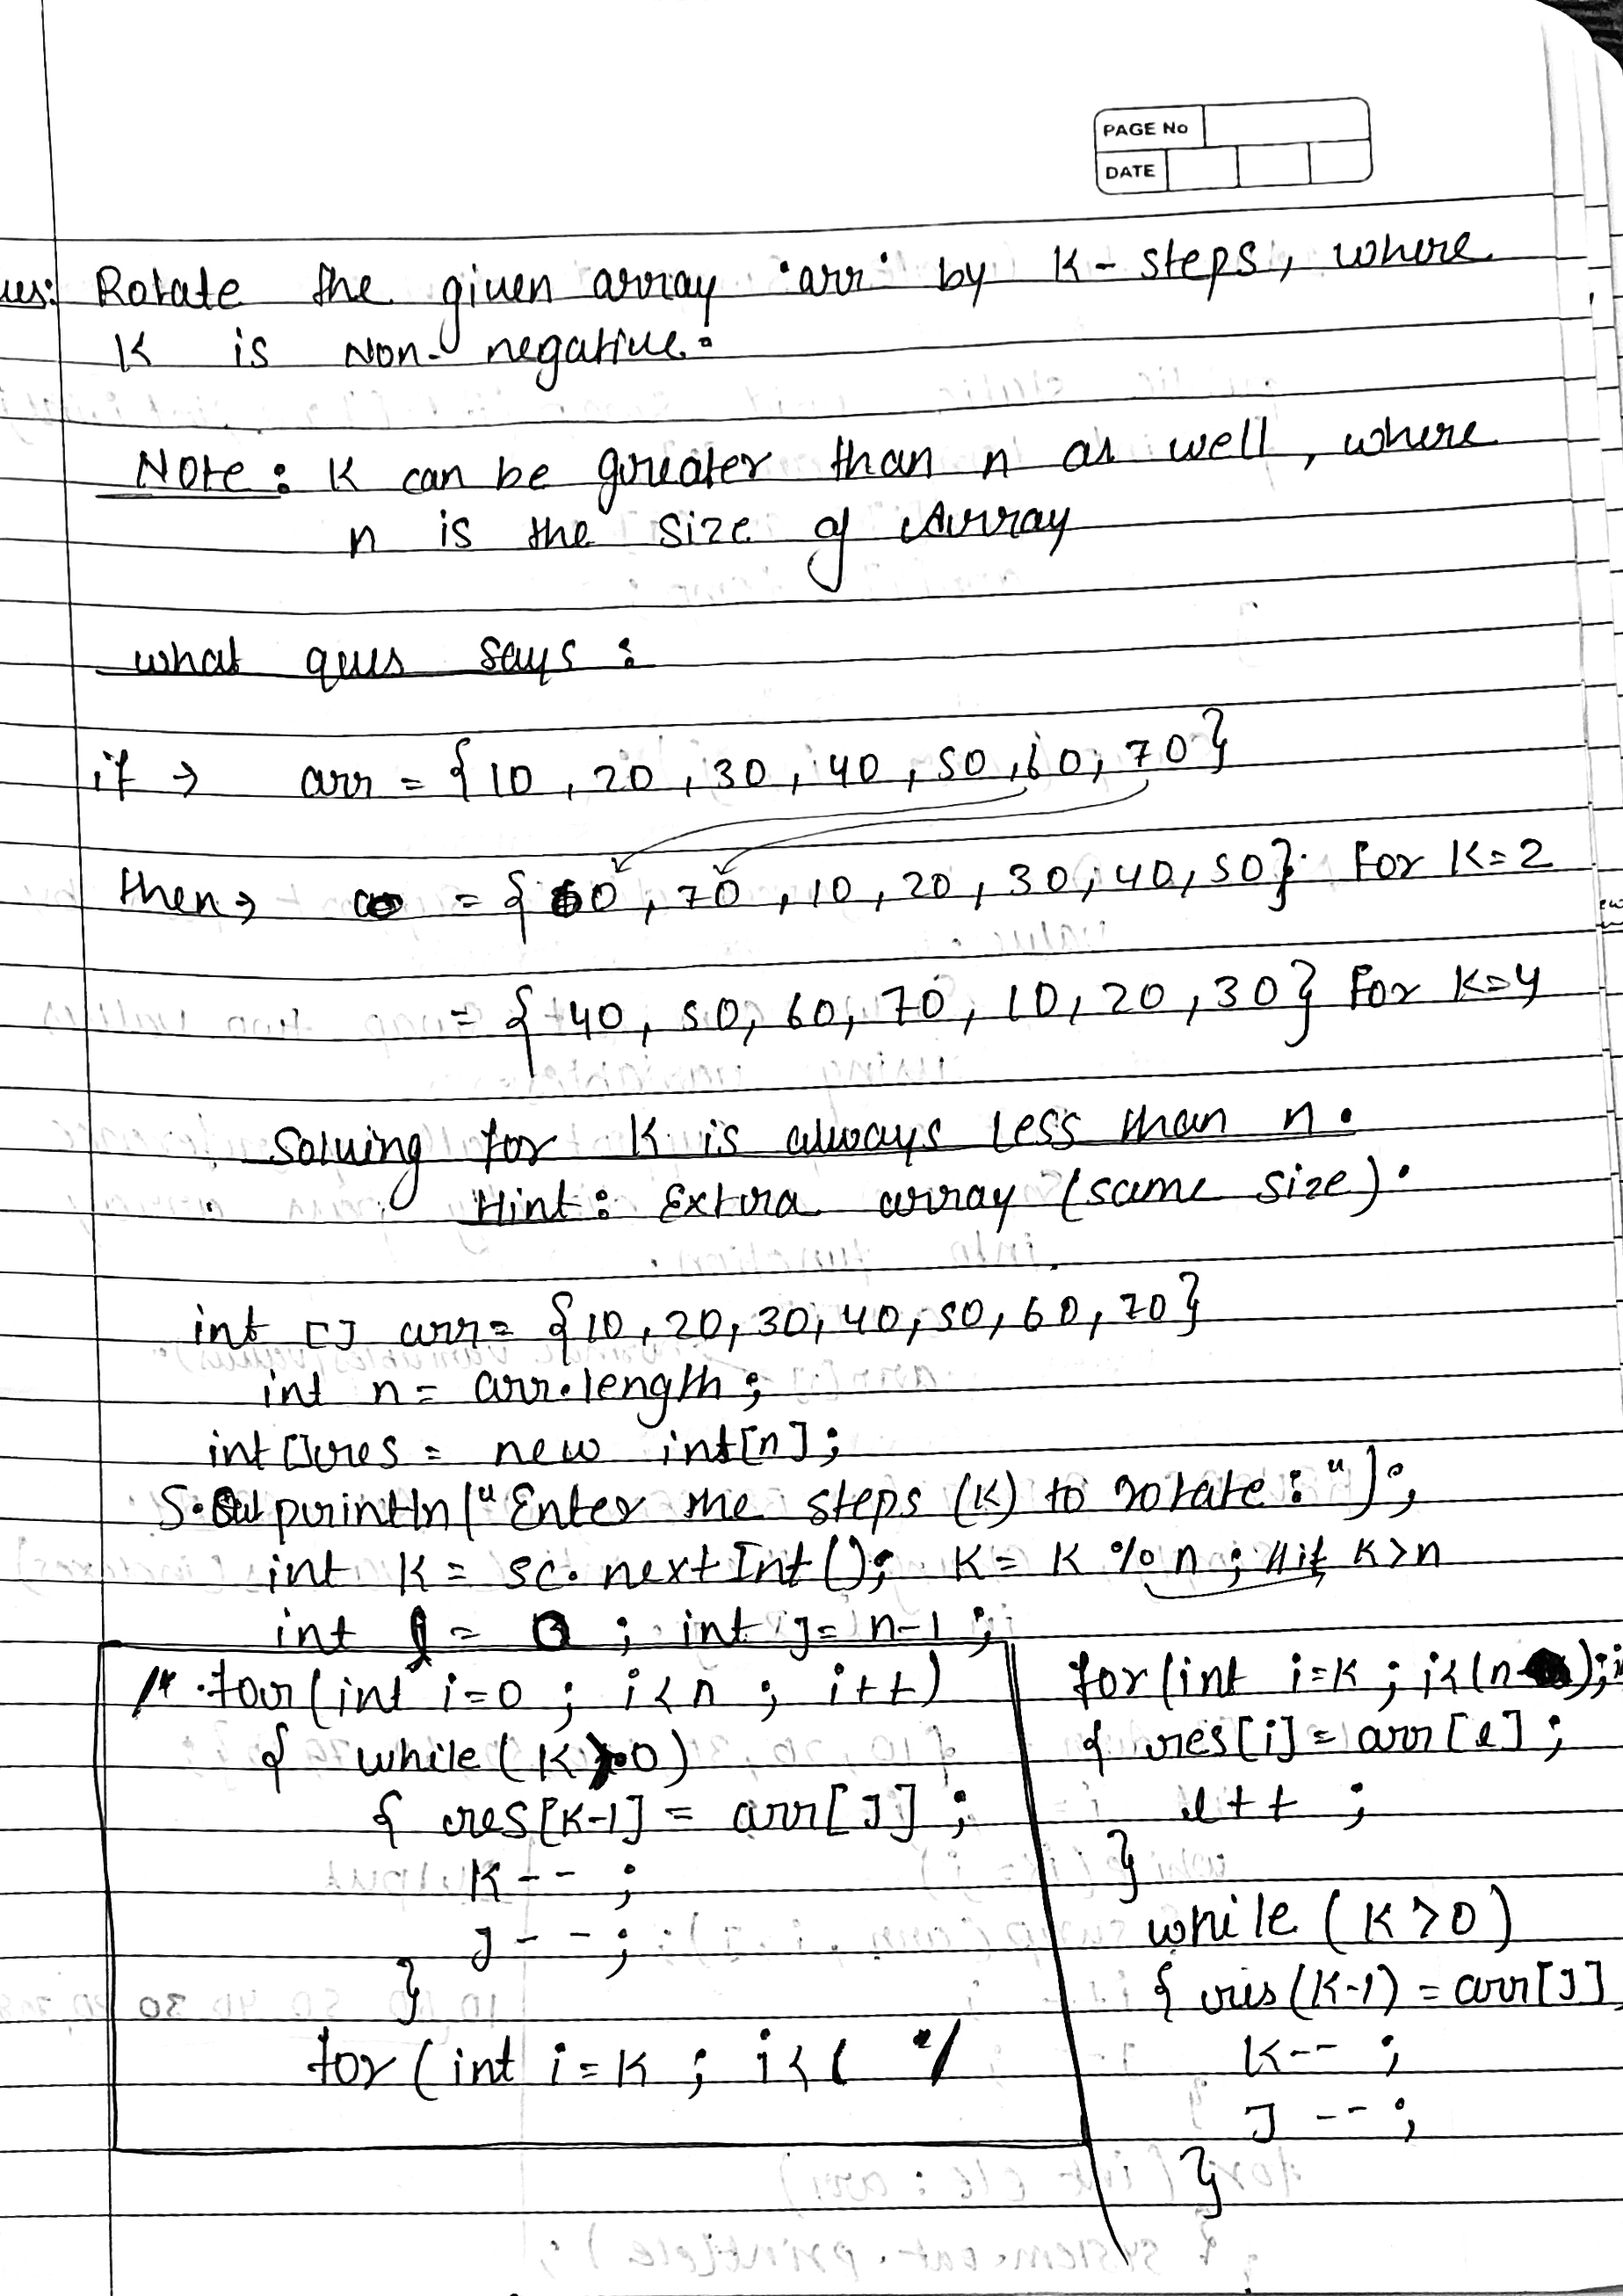 PAGE No
DATE
ues: Rotate the given array "arr" by K-steps, where
K is Non-negative.
Note: K can be greater than n as well, where
n is the size of Array
what ques says:
if → arr = {10, 20, 30, 40, 50, 60, 70}
then → = {60, 70, 10, 20, 30, 40, 50} For K=2
= {40, 50, 60, 70, 10, 20, 30} For K=4
Solving for K is always less than n.
Hint: Extra array (same size).
int [] arr = {10, 20, 30, 40, 50, 60, 70}
int n = arr.length;
int[] res = new int[n];
S.out println("Enter the steps (K) to rotate: ");
int K = sc.nextInt(); K = K % n; // if K>n
int l = 0; int J = n-1;
/* for(int i=0; i<n; i++)
{ while(K>0)
{ res[K-1] = arr[J];
K--;
J--;
}
for(int i=K; i<( */
for(int i=K; i<(n);i
{ res[i] = arr[l];
l++;
}
while (K>0)
{ res(K-1) = arr[J]
K--;
J--;
}